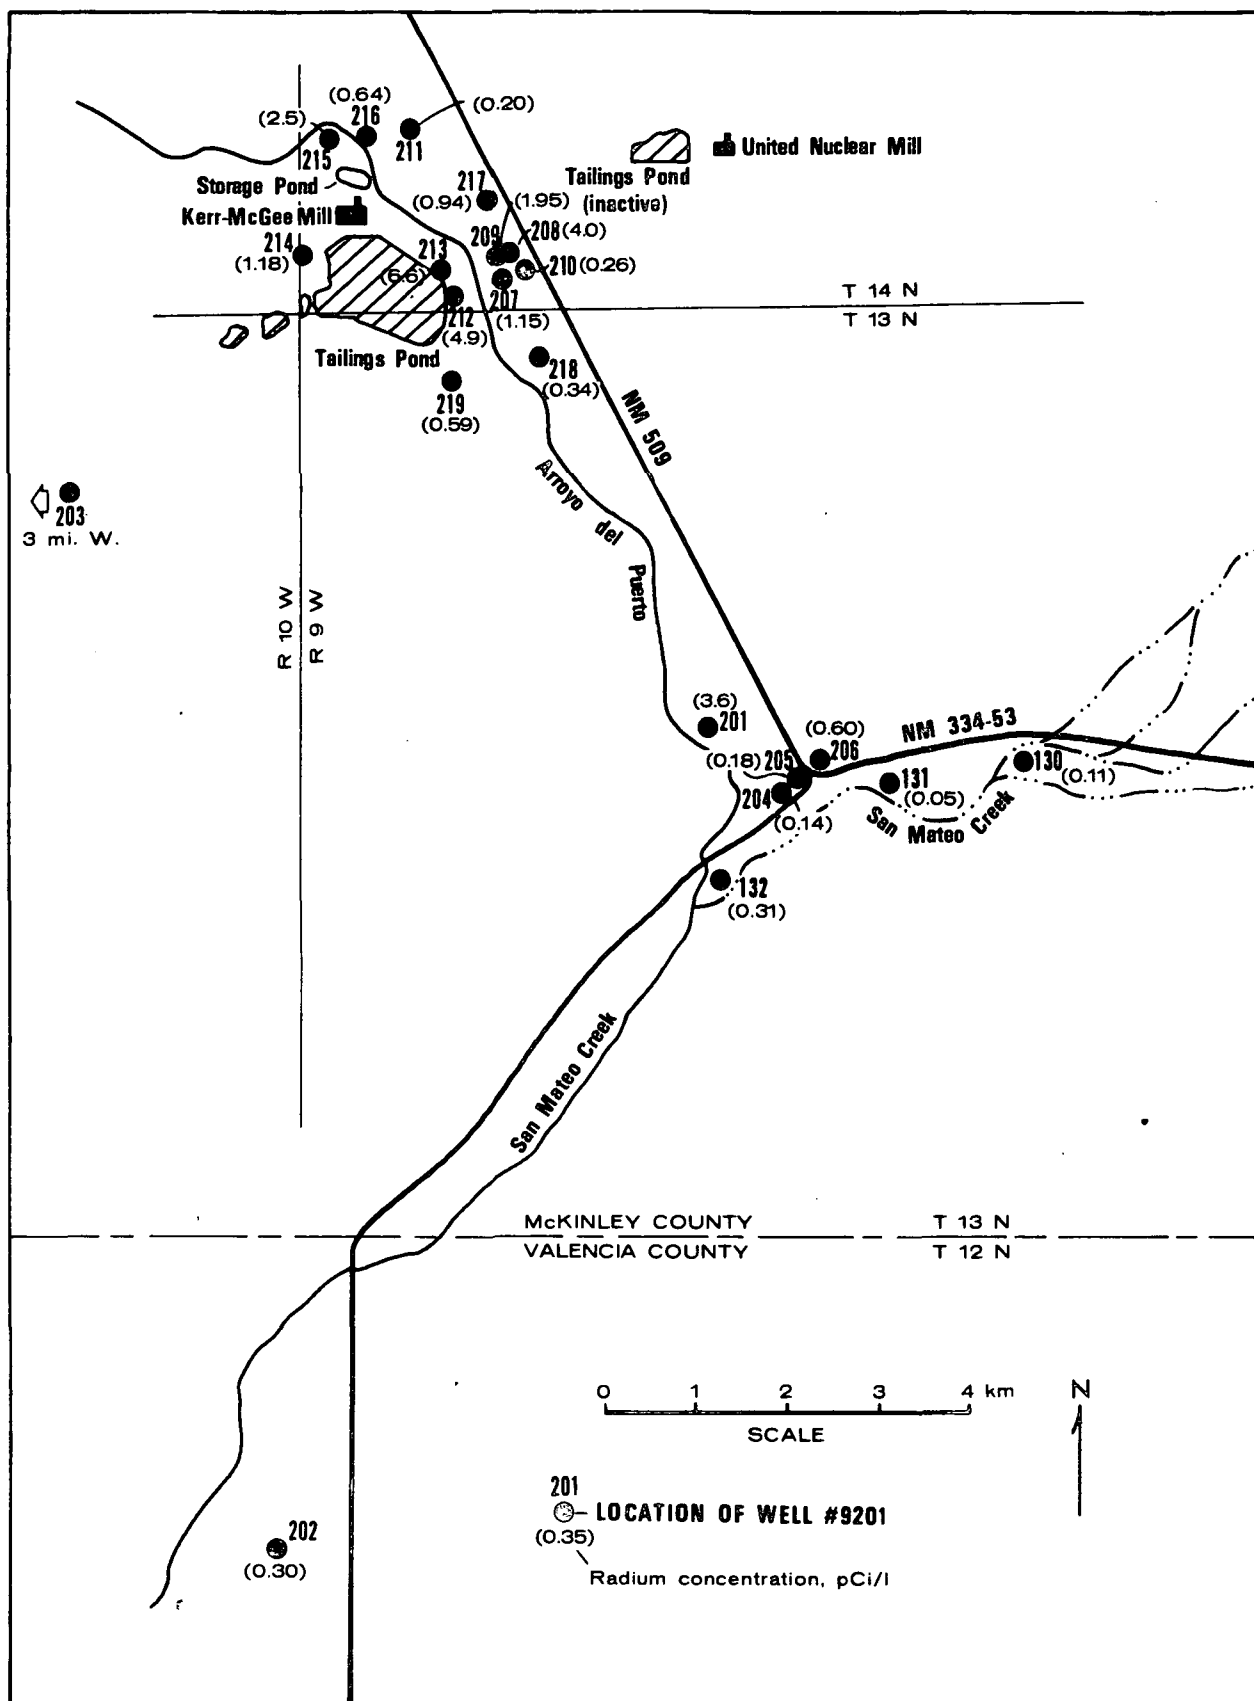 (0.64)
216
(2.5)
(0.20)
211
215
United Nuclear Mill
Storage Pond
217
Tailings Pond
(inactive)
(0.94)
(1.95)
Kerr-McGee Mill
214
(1.18)
213
(6.6)
209
208 (4.0)
210 (0.26)
207
(1.15)
T 14 N
T 13 N
212
(4.9)
Tailings Pond
218
(0.34)
219
(0.59)
NM 509
203
3 mi. W.
Arroyo del Puerto
R 10 W
R 9 W
(3.6)
201
NM 334-53
(0.60)
206
(0.18)
205
204
(0.14)
131
(0.05)
130
(0.11)
San Mateo Creek
132
(0.31)
San Mateo Creek
McKINLEY COUNTY
T 13 N
VALENCIA COUNTY
T 12 N
0 1 2 3 4 km
SCALE
N
201
LOCATION OF WELL #9201
(0.35)
Radium concentration, pCi/l
202
(0.30)